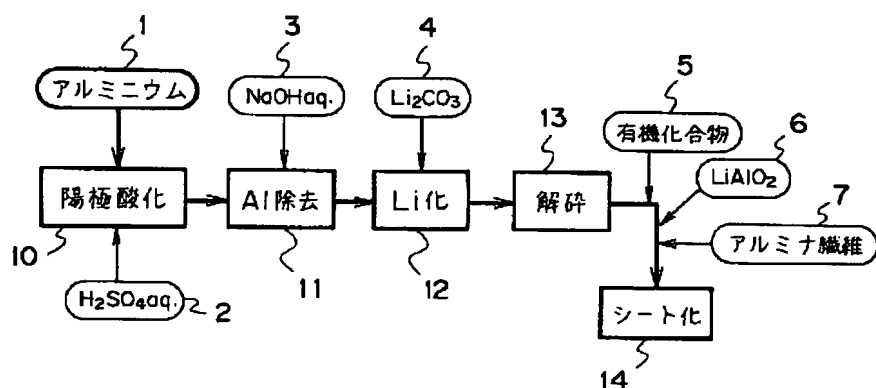 1
3
4
5
6
7
アルミニウム
NaOHaq.
Li2CO3
有機化合物
LiAlO2
アルミナ繊維
13
陽極酸化
Al除去
Li化
解砕
10
11
12
H2SO4aq.
2
シート化
14